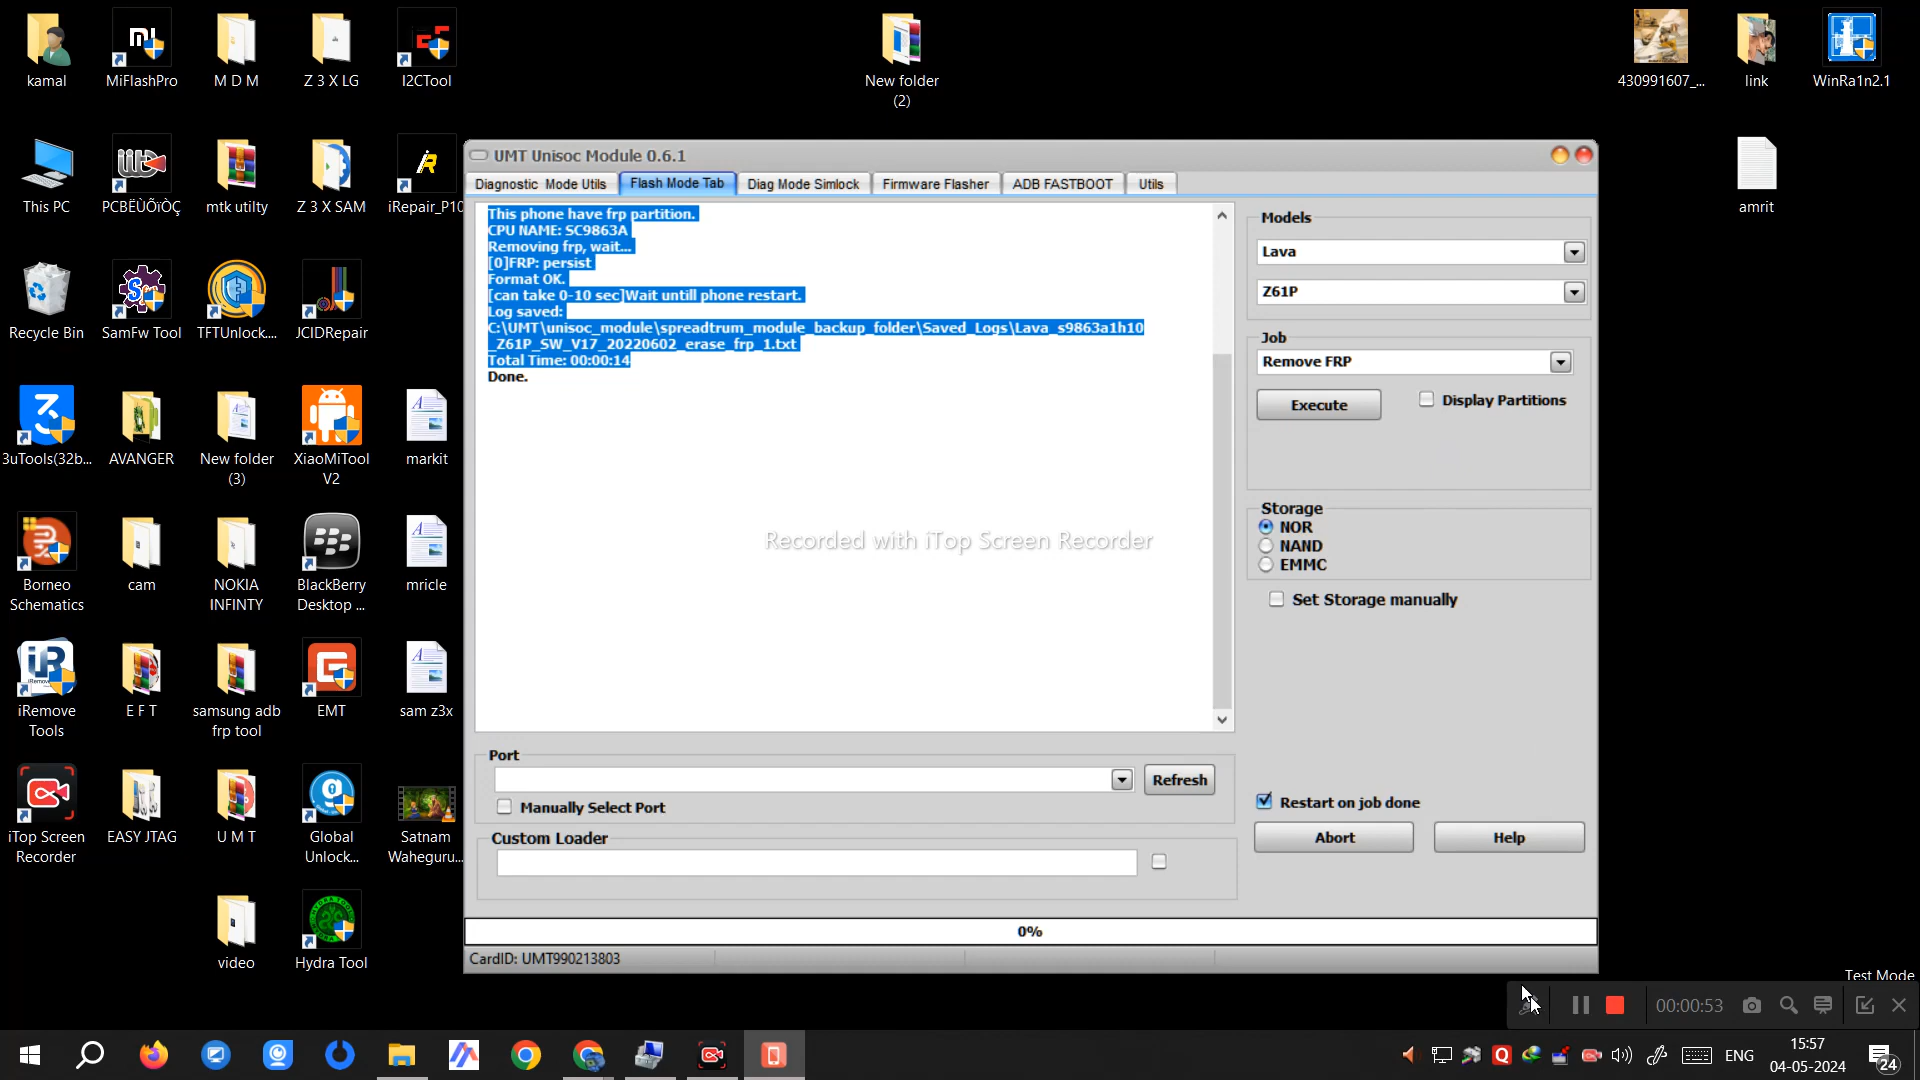 kamal
MiFlashPro
M D M
Z 3 X LG
I2CTool
New folder
(2)
430991607_...
link
WinRa1n2.1
This PC
PCBËÙÕïÒÇ
mtk utilty
Z 3 X SAM
iRepair_P10
amrit
Recycle Bin
SamFw Tool
TFTUnlock....
JCIDRepair
3uTools(32b...
AVANGER
New folder
(3)
XiaoMiTool
V2
markit
Borneo
Schematics
cam
NOKIA
INFINTY
BlackBerry
Desktop ...
mricle
iRemove
Tools
E F T
samsung adb
frp tool
EMT
sam z3x
iTop Screen
Recorder
EASY JTAG
U M T
Global
Unlock...
Satnam
Waheguru...
video
Hydra Tool
UMT Unisoc Module 0.6.1
Diagnostic Mode Utils
Flash Mode Tab
Diag Mode Simlock
Firmware Flasher
ADB FASTBOOT
Utils
This phone have frp partition.
CPU NAME: SC9863A
Removing frp, wait...
[0]FRP: persist
Format OK.
[can take 0-10 sec]Wait untill phone restart.
Log saved:
C:\UMT\unisoc_module\spreadtrum_module_backup_folder\Saved_Logs\Lava_s9863a1h10
_Z61P_SW_V17_20220602_erase_frp_1.txt
Total Time: 00:00:14
Done.
Models
Lava
Z61P
Job
Remove FRP
Execute
Display Partitions
Storage
NOR
NAND
EMMC
Set Storage manually
Recorded with iTop Screen Recorder
Port
Refresh
Manually Select Port
Custom Loader
Restart on job done
Abort
Help
0%
CardID: UMT990213803
Test Mode
00:00:53
ENG
15:57
04-05-2024
24